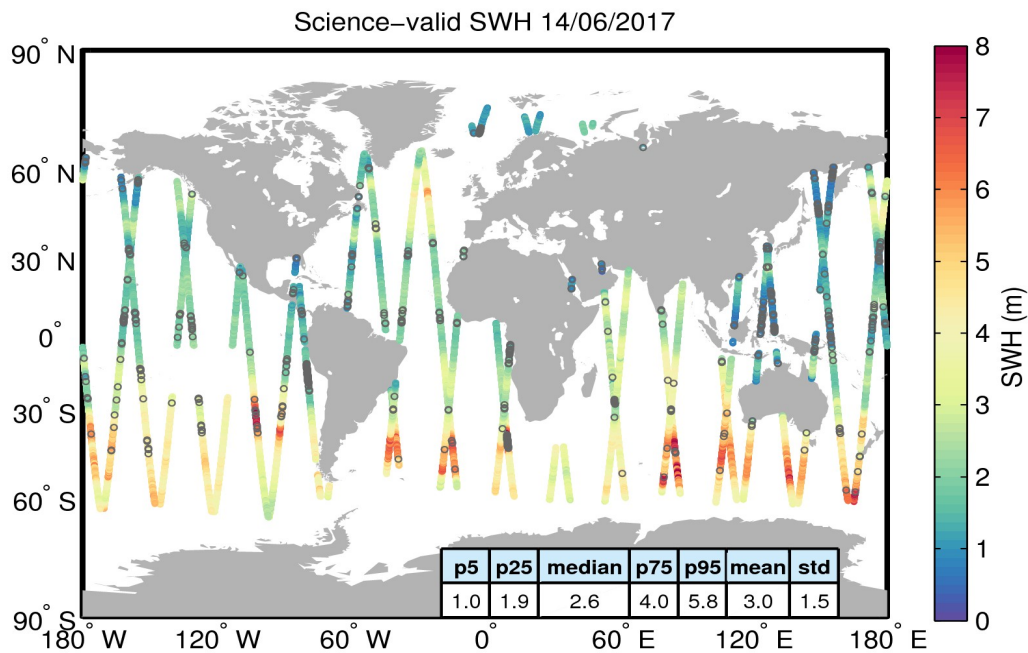 Science−valid SWH 14/06/2017
90° N
60° N
30° N
0°
30° S
60° S
90° S
180° W
120° W
60° W
0°
60° E
120° E
180° E
p5 p25 median p75 p95 mean std
1.0 1.9 2.6 4.0 5.8 3.0 1.5
8
7
6
5
4
3
2
1
0
SWH (m)